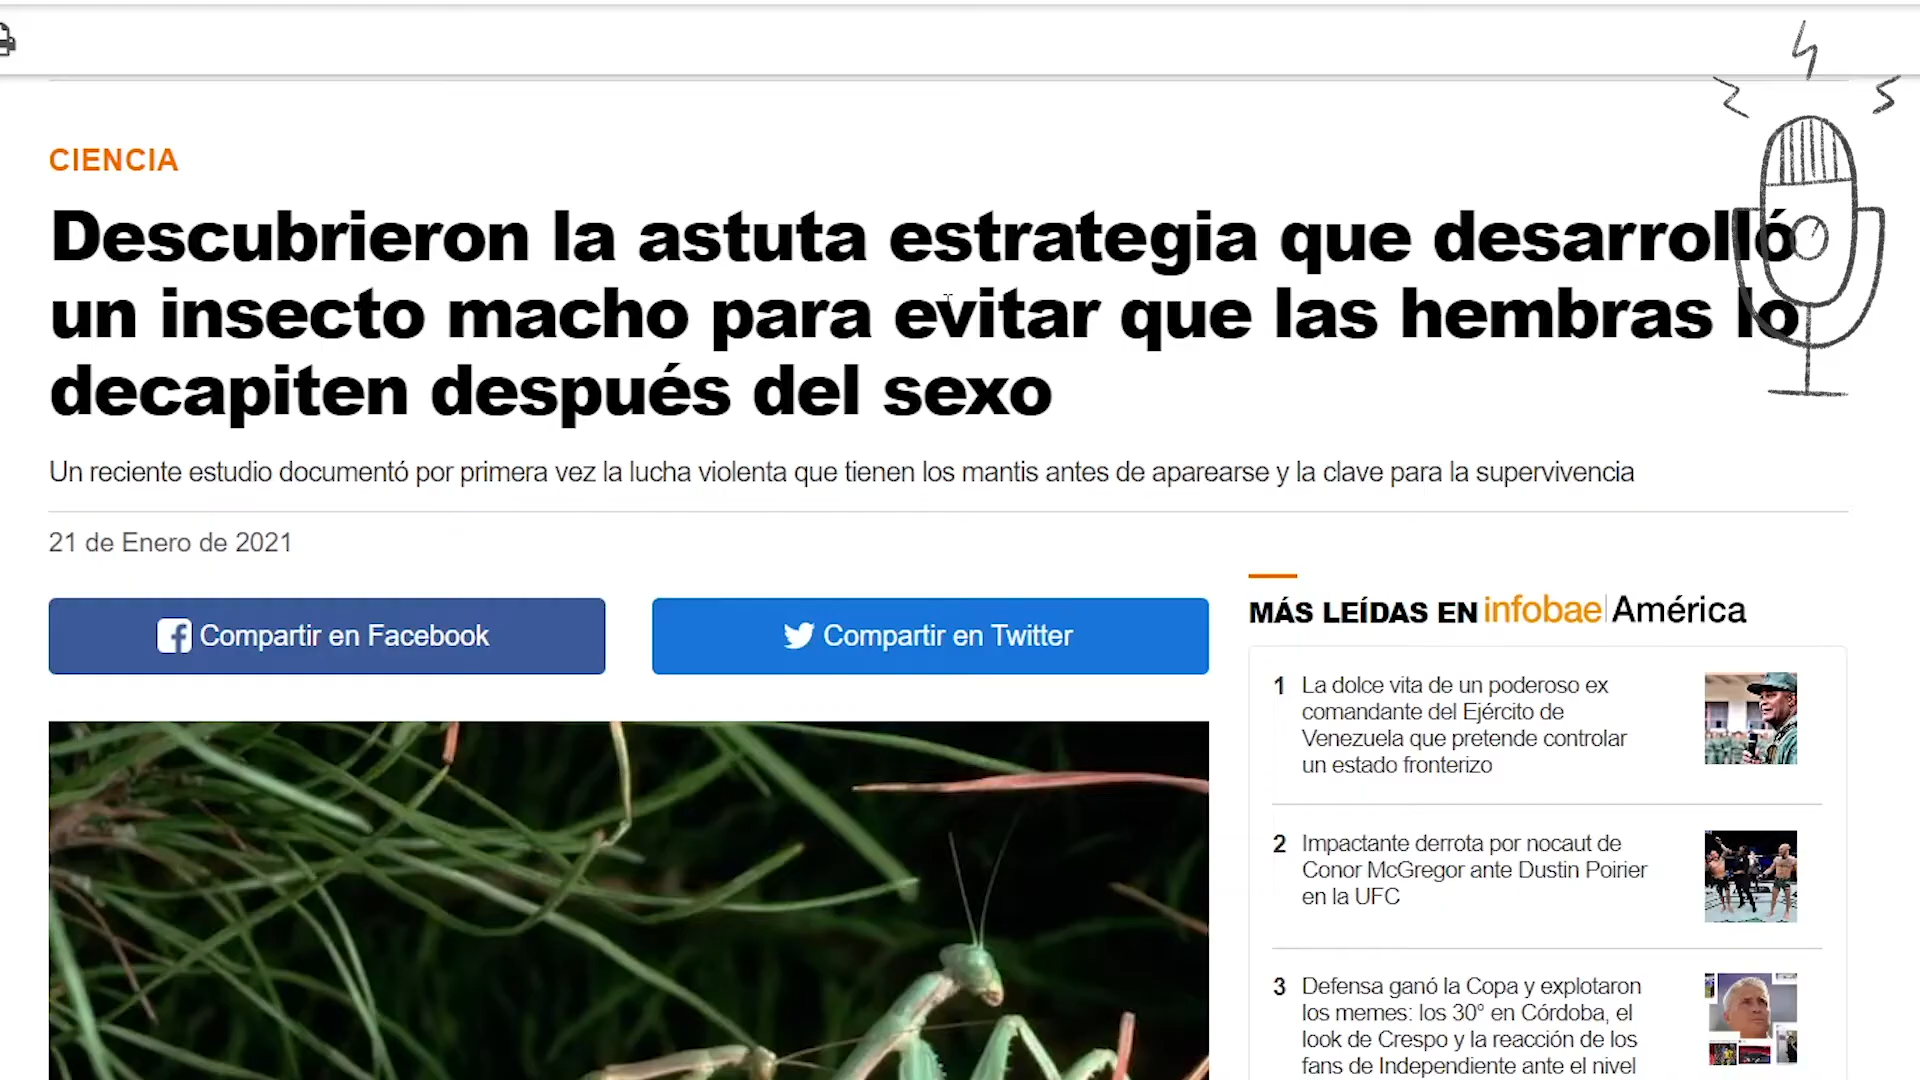 CIENCIA
Descubrieron la astuta estrategia que desarrolló
un insecto macho para evitar que las hembras lo
decapiten después del sexo
Un reciente estudio documentó por primera vez la lucha violenta que tienen los mantis antes de aparearse y la clave para la supervivencia
21 de Enero de 2021
Compartir en Facebook
Compartir en Twitter
MÁS LEÍDAS EN infobae América
1 La dolce vita de un poderoso ex
comandante del Ejército de
Venezuela que pretende controlar
un estado fronterizo
2 Impactante derrota por nocaut de
Conor McGregor ante Dustin Poirier
en la UFC
3 Defensa ganó la Copa y explotaron
los memes: los 30° en Córdoba, el
look de Crespo y la reacción de los
fans de Independiente ante el nivel